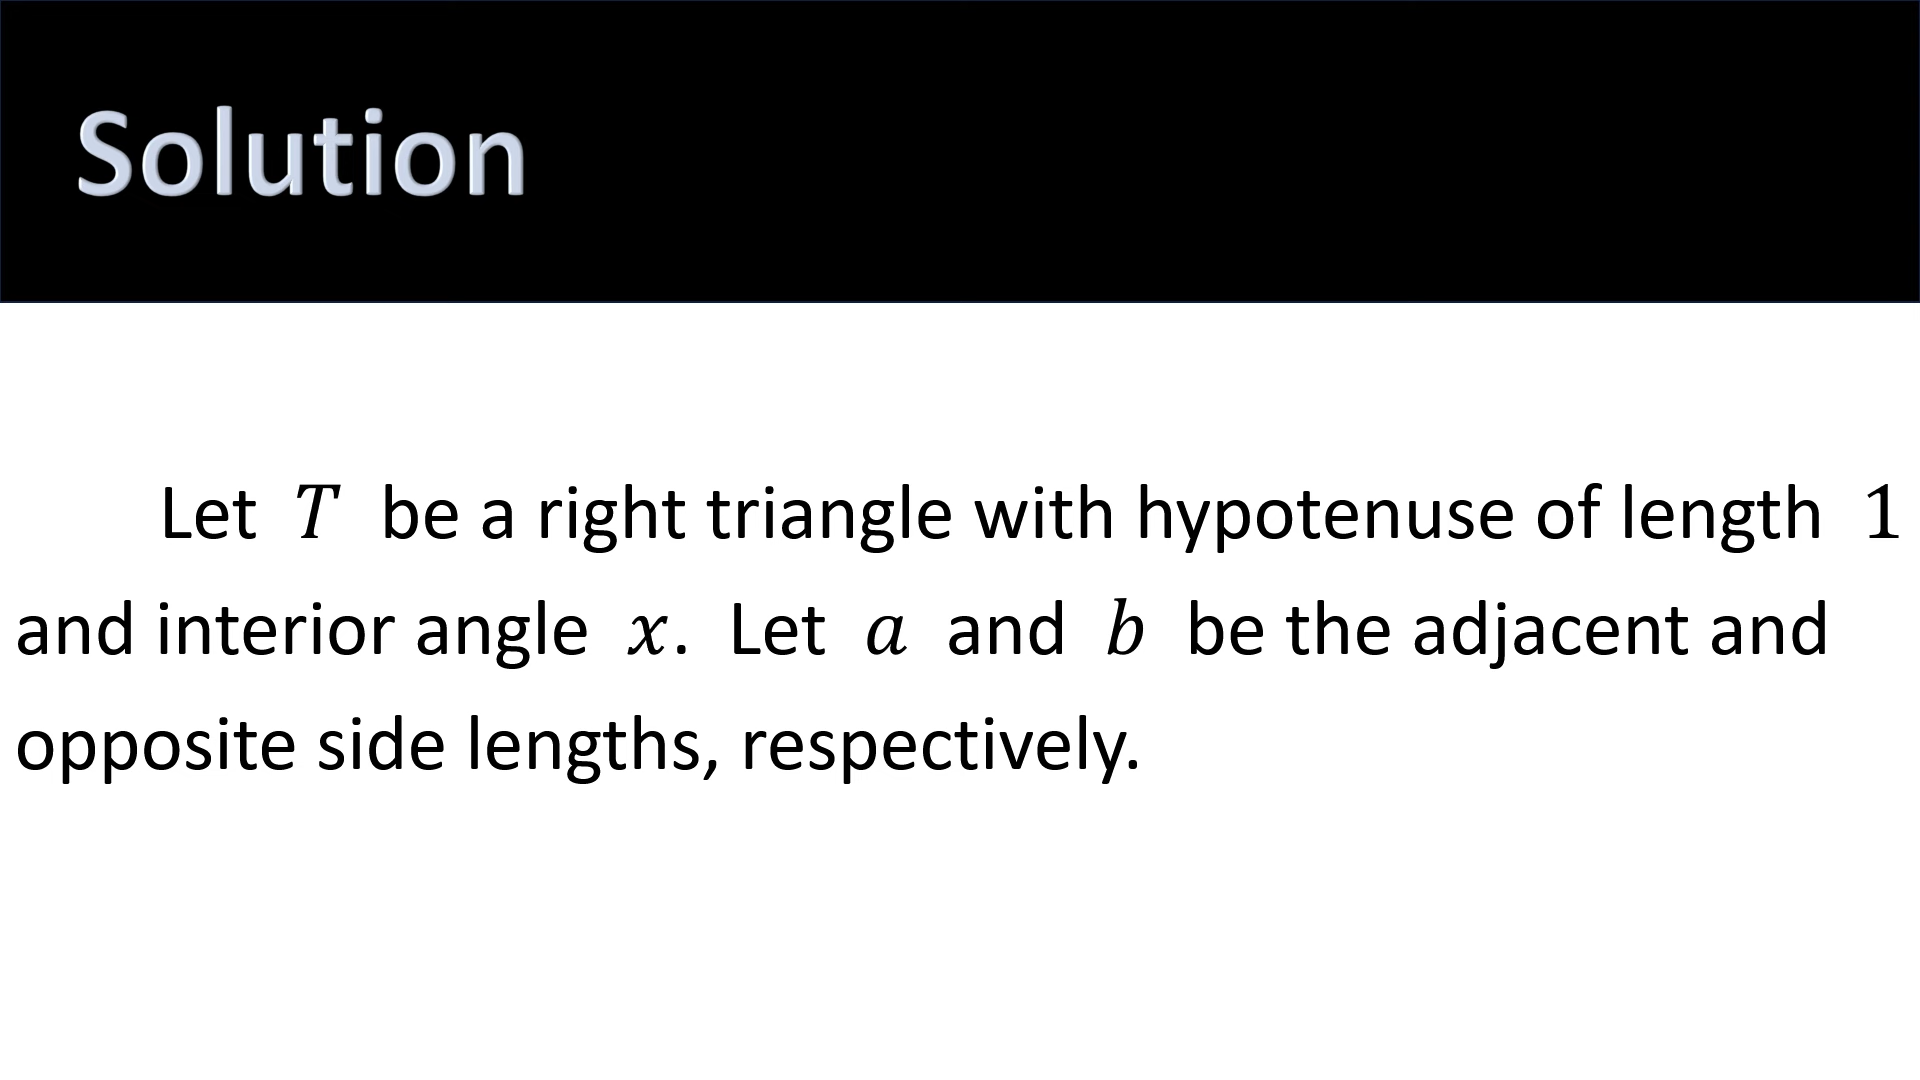 Solution
Let T be a right triangle with hypotenuse of length 1
and interior angle x. Let a and b be the adjacent and
opposite side lengths, respectively.